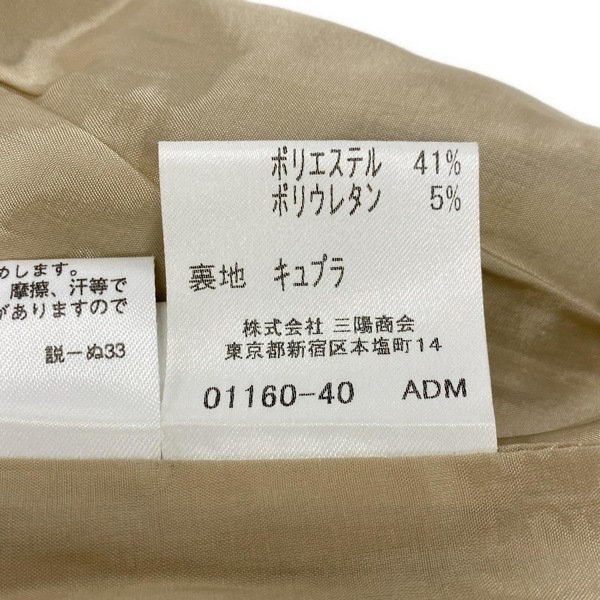 ポリエステル 41%
ポリウレタン 5%
裏地 キュプラ
株式会社 三陽商会
東京都新宿区本塩町14
01160-40 ADM
めします。
摩擦、汗等で
がありますので
説ーぬ33